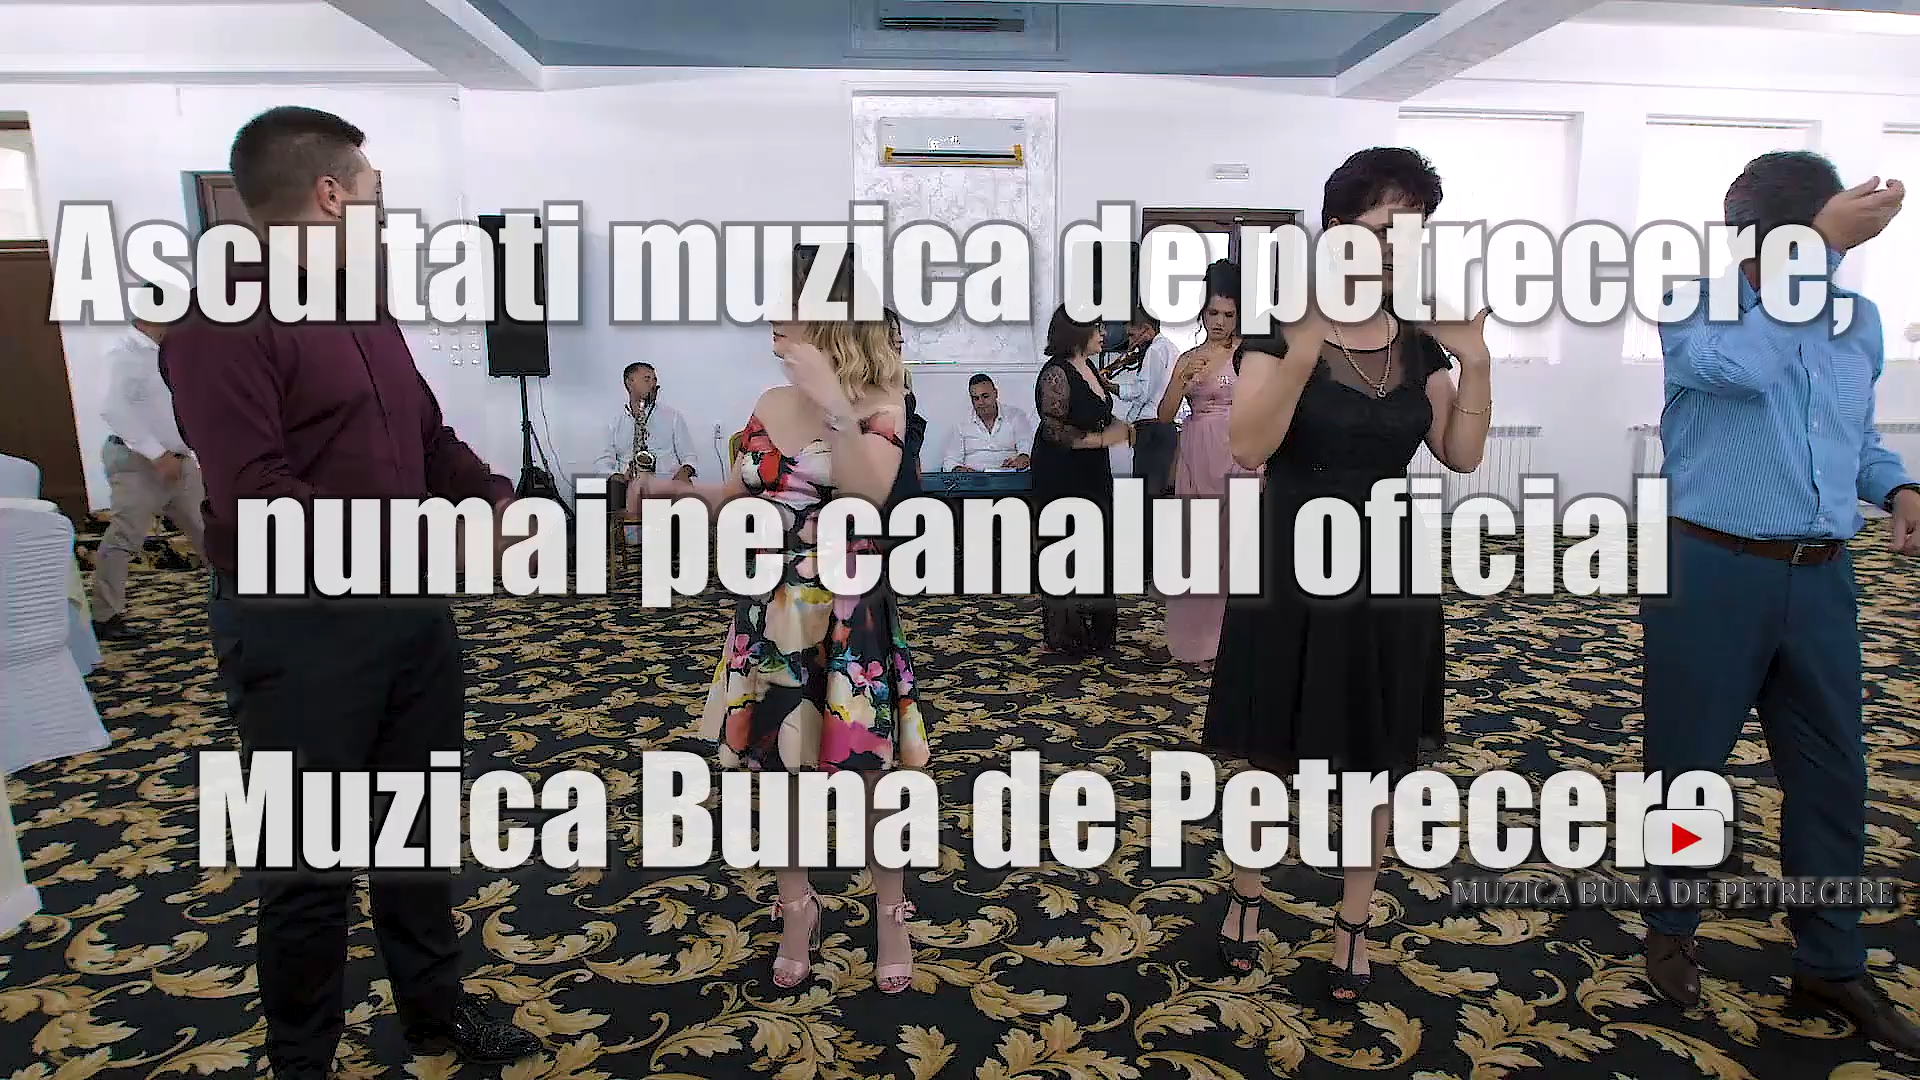 Ascultati muzica de petrecere,
numai pe canalul oficial
Muzica Buna de Petrecere
MUZICA BUNA DE PETRECERE